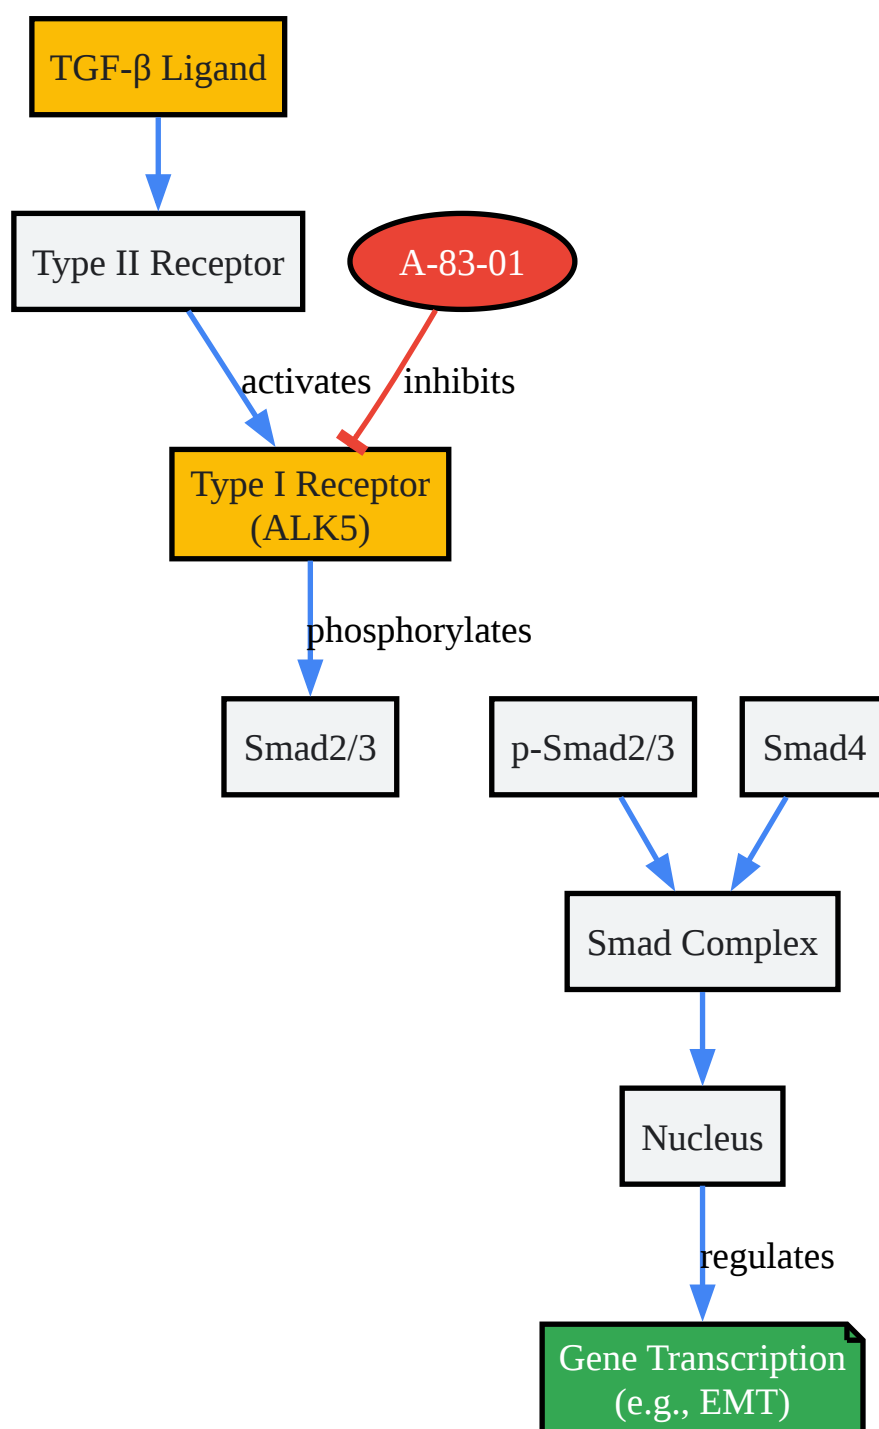 TGF-β Ligand
Type II Receptor
A-83-01
activates
inhibits
Type I Receptor
(ALK5)
phosphorylates
Smad2/3
p-Smad2/3
Smad4
Smad Complex
Nucleus
regulates
Gene Transcription
(e.g., EMT)